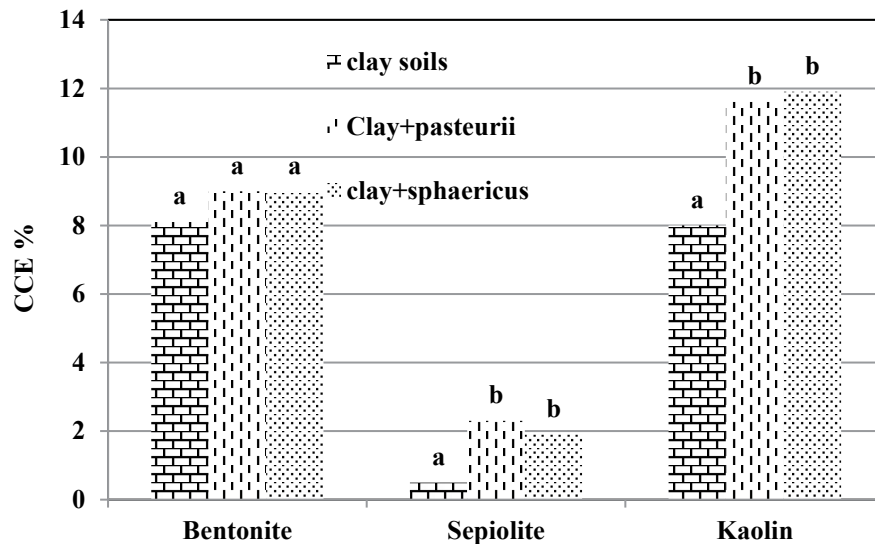 14
12
10
8
6
4
2
0
CCE %
clay soils
Clay+pasteurii
clay+sphaericus
a
a
a
a
b
b
a
b
b
Bentonite
Sepiolite
Kaolin